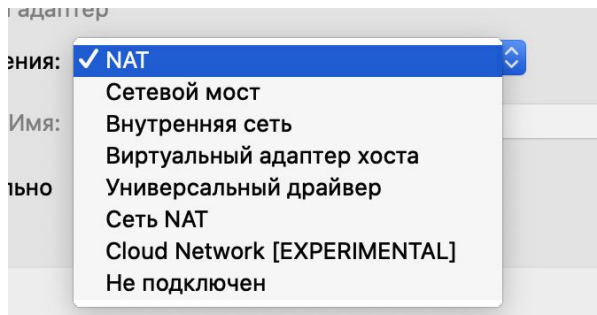 адаптер
ения:
✓ NAT
Сетевой мост
Имя:
Внутренняя сеть
Виртуальный адаптер хоста
льно
Универсальный драйвер
Сеть NAT
Cloud Network [EXPERIMENTAL]
Не подключен